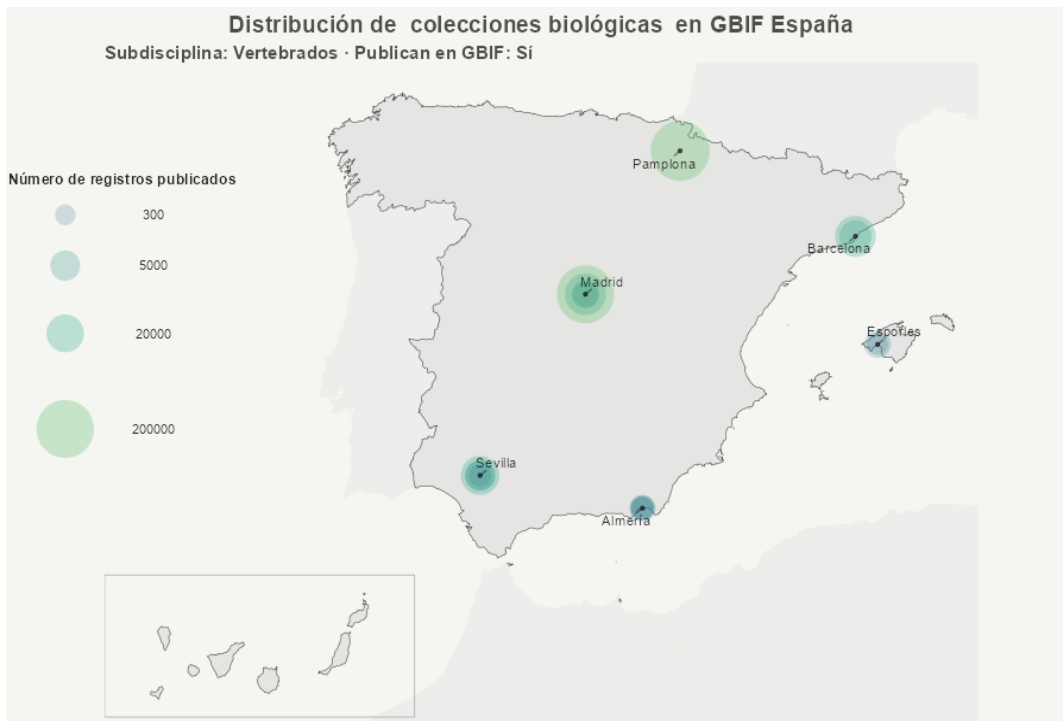 Distribución de colecciones biológicas en GBIF España
Subdisciplina: Vertebrados · Publican en GBIF: Sí
Pamplona
Número de registros publicados
300
5000
20000
200000
Barcelona
Madrid
Esporles
Sevilla
Almería